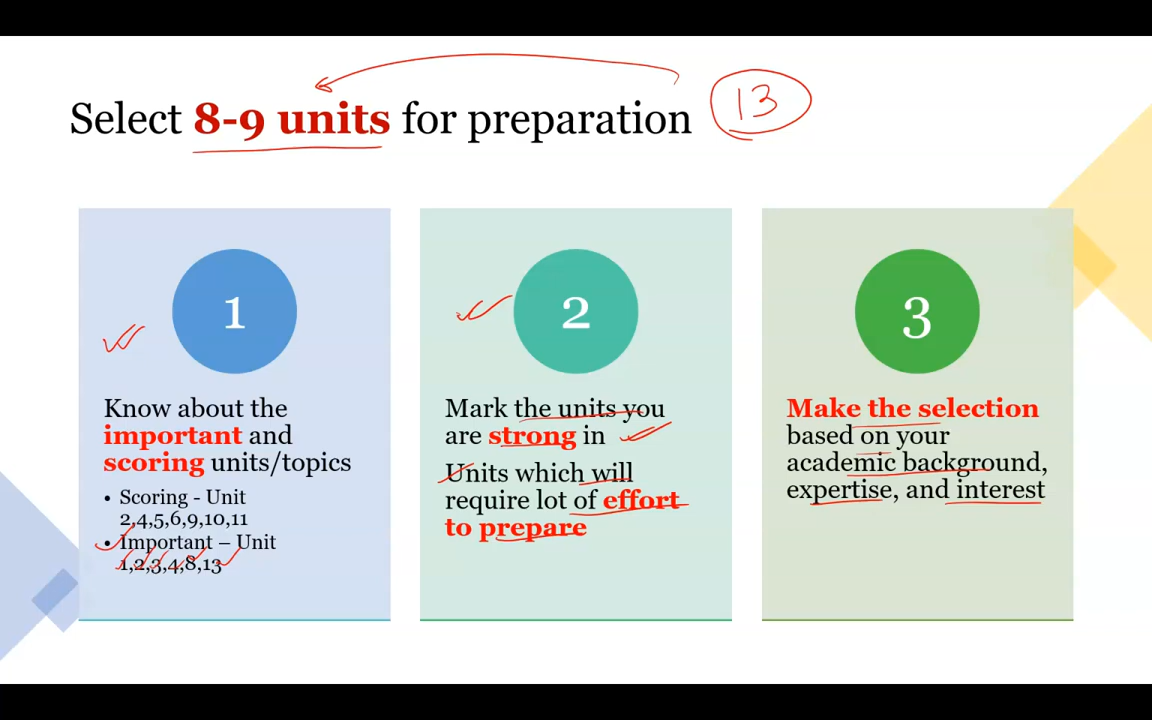 Select 8-9 units for preparation 13
1
Know about the
important and
scoring units/topics
• Scoring - Unit
2,4,5,6,9,10,11
• Important – Unit
1,2,3,4,8,13
2
Mark the units you
are strong in
Units which will
require lot of effort
to prepare
3
Make the selection
based on your
academic background,
expertise, and interest